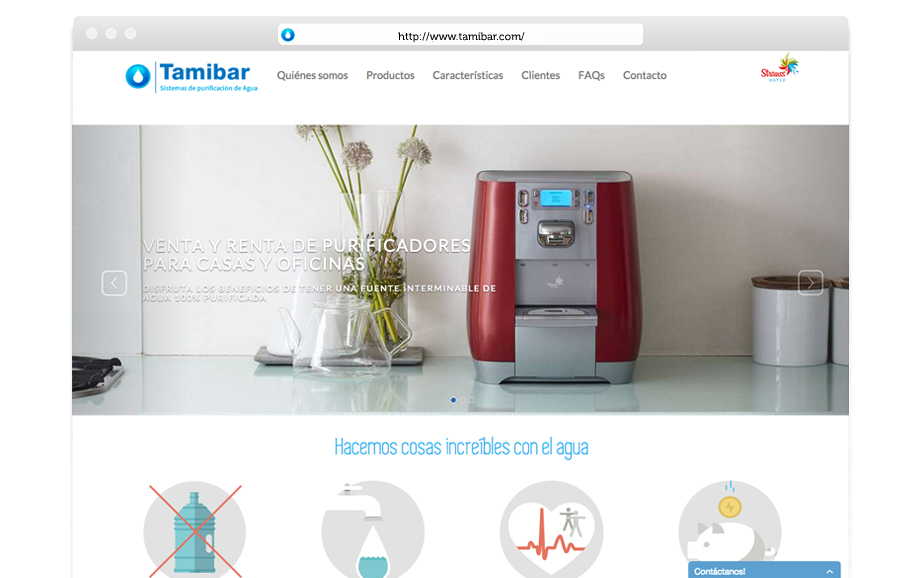 http://www.tamibar.com/
Tamibar
Sistemas de purificación de Agua
Quiénes somos Productos Características Clientes FAQs Contacto
Strauss
WATER
VENTA Y RENTA DE PURIFICADORES
PARA CASAS Y OFICINAS
DISFRUTA LOS BENEFICIOS DE TENER UNA FUENTE INTERMINABLE DE
AGUA 100% PURIFICADA
Hacemos cosas increíbles con el agua
Contáctanos!